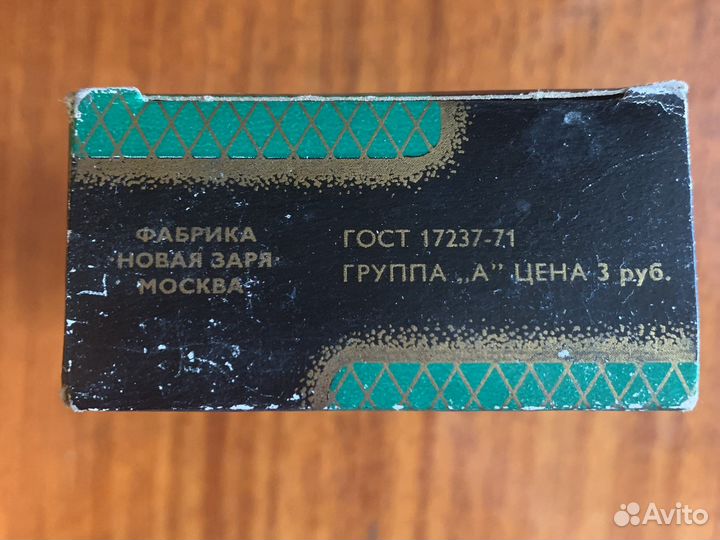 ФАБРИКА
НОВАЯ ЗАРЯ
МОСКВА
ГОСТ 17237-71
ГРУППА „А” ЦЕНА 3 руб.
Avito